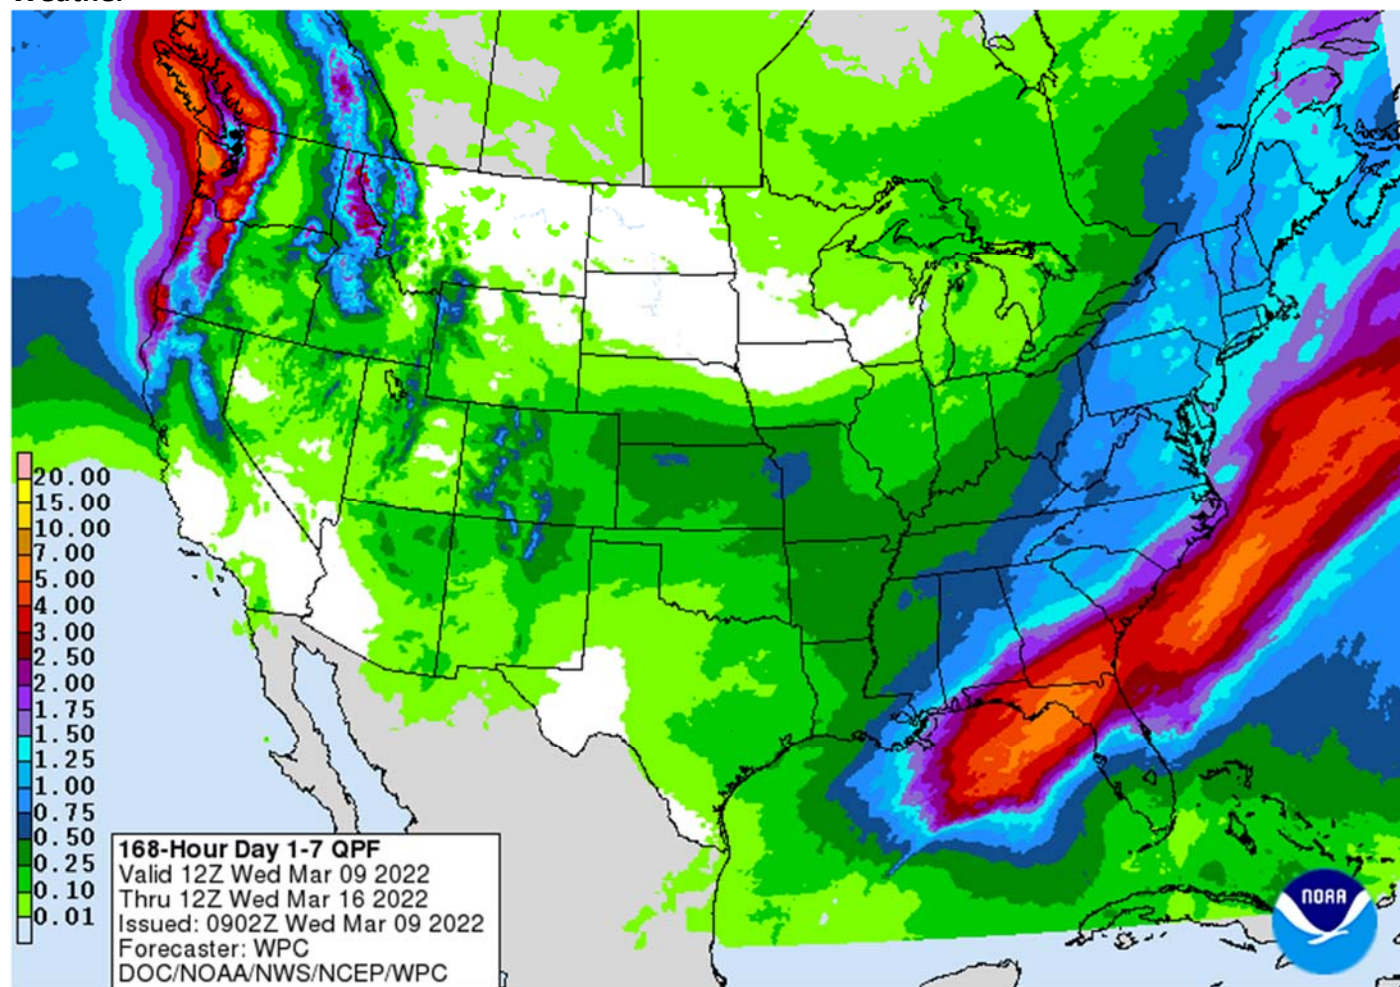 Weather
20.00
15.00
10.00
7.00
5.00
4.00
3.00
2.50
2.00
1.75
1.50
1.25
1.00
0.75
0.50
0.25
0.10
0.01
168-Hour Day 1-7 QPF
Valid 12Z Wed Mar 09 2022
Thru 12Z Wed Mar 16 2022
Issued: 0902Z Wed Mar 09 2022
Forecaster: WPC
DOC/NOAA/NWS/NCEP/WPC
NOAA